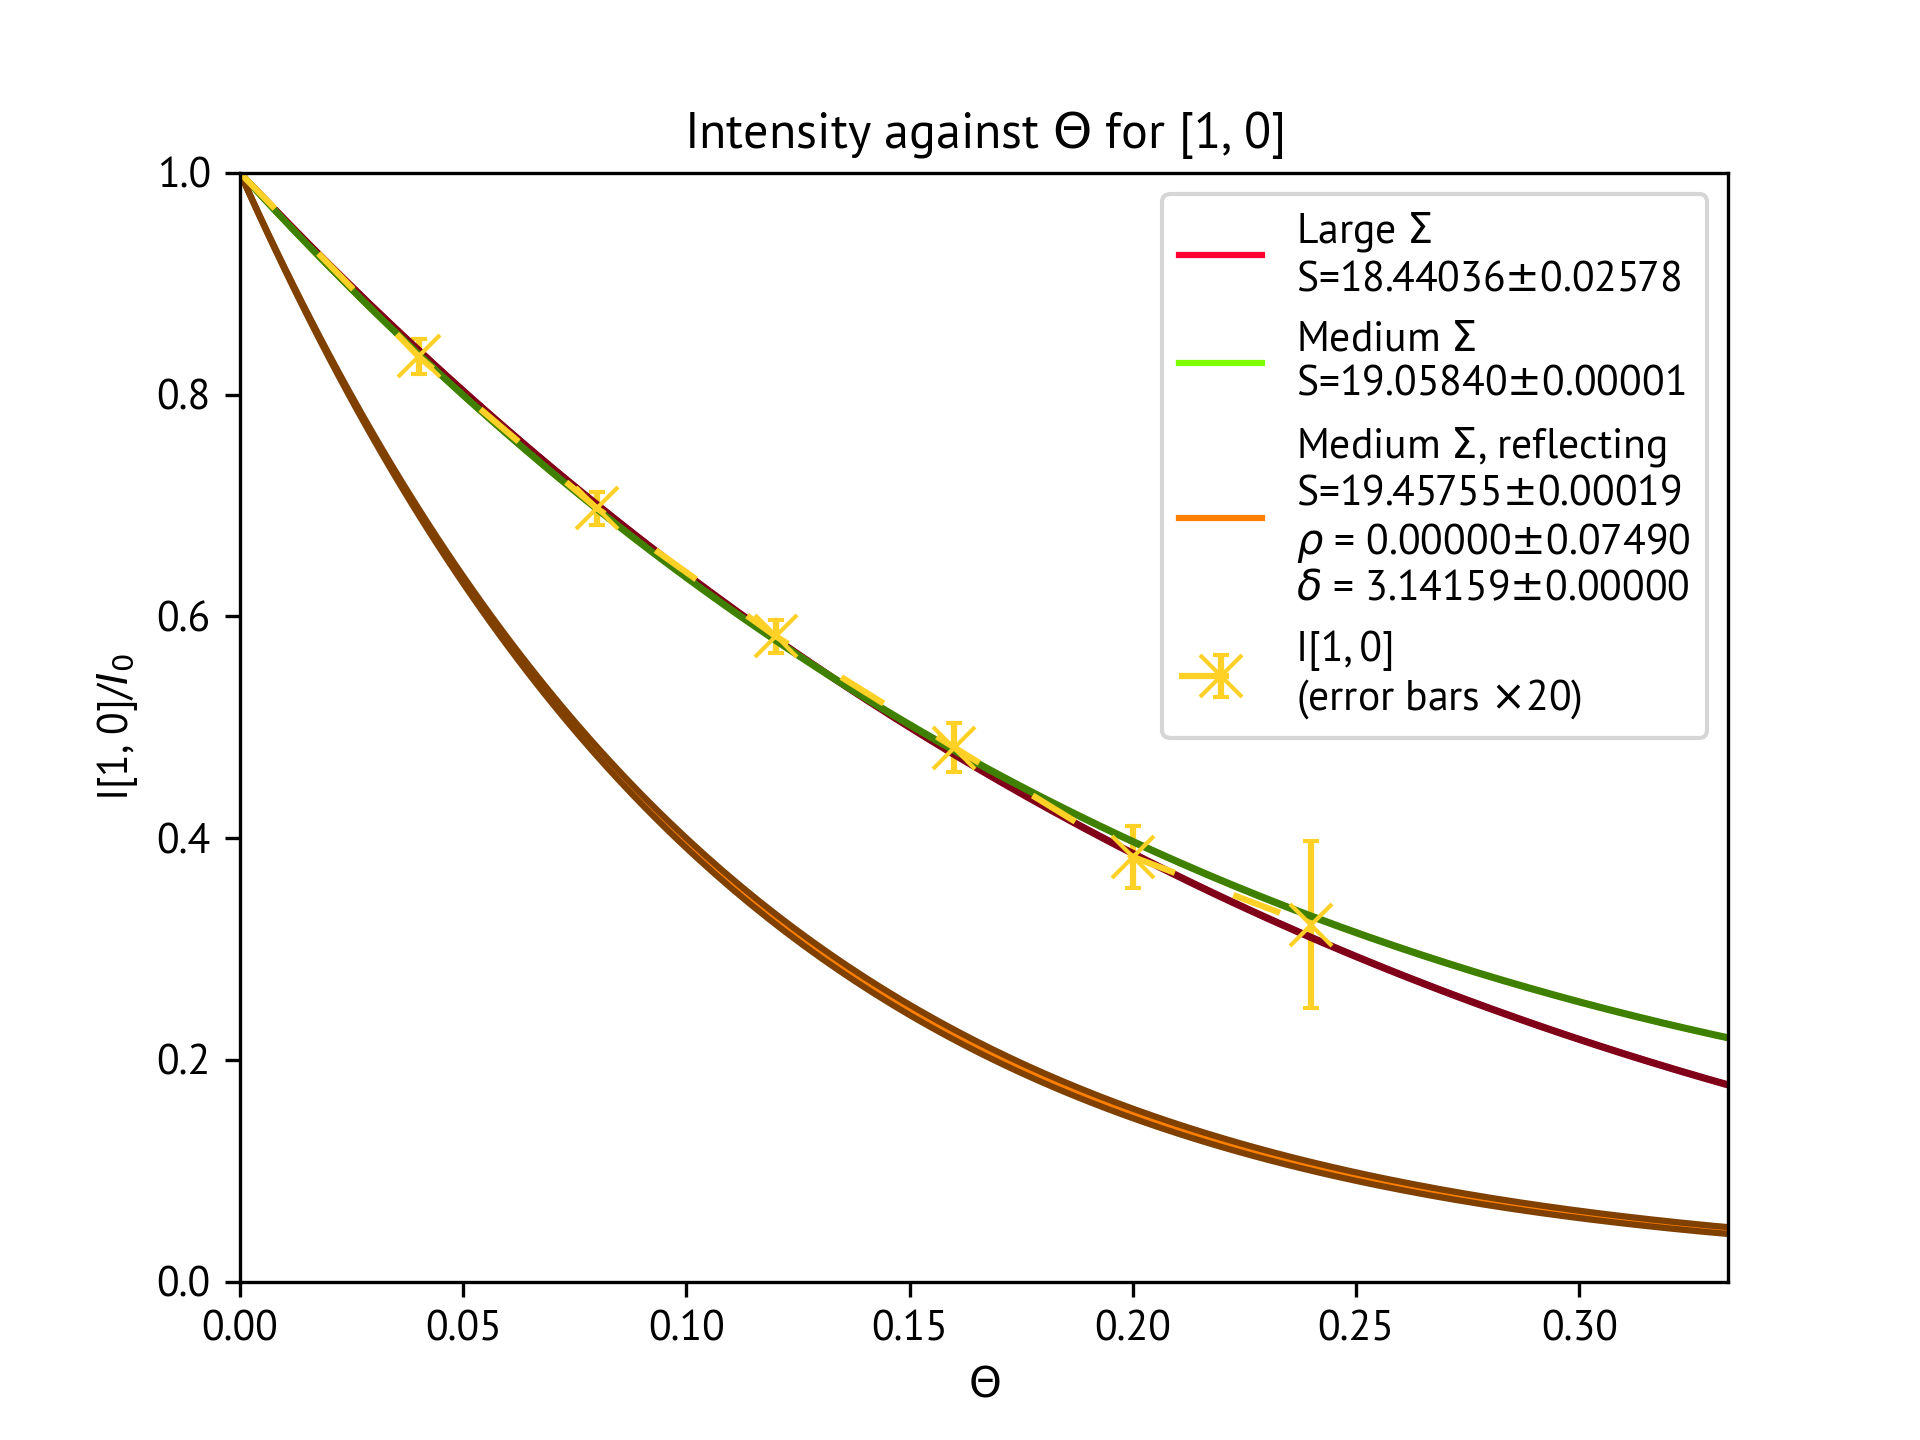 Intensity against Θ for [1, 0]
I[1, 0]/I₀
1.0
0.8
0.6
0.4
0.2
0.0
0.00 0.05 0.10 0.15 0.20 0.25 0.30
Θ
Large Σ
S=18.44036±0.02578
Medium Σ
S=19.05840±0.00001
Medium Σ, reflecting
S=19.45755±0.00019
ρ = 0.00000±0.07490
δ = 3.14159±0.00000
I[1, 0]
(error bars ×20)